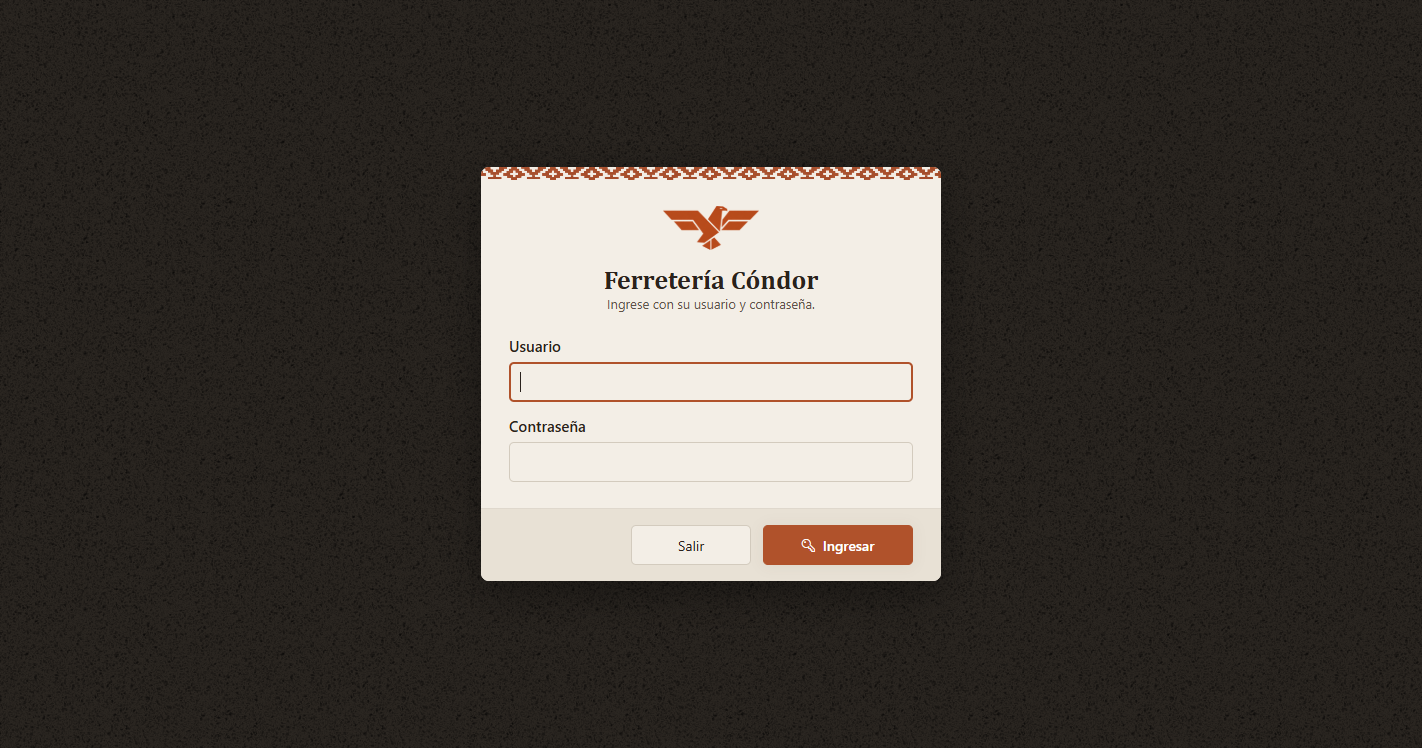 Ferretería Cóndor
Ingrese con su usuario y contraseña.
Usuario
Contraseña
Salir
Ingresar